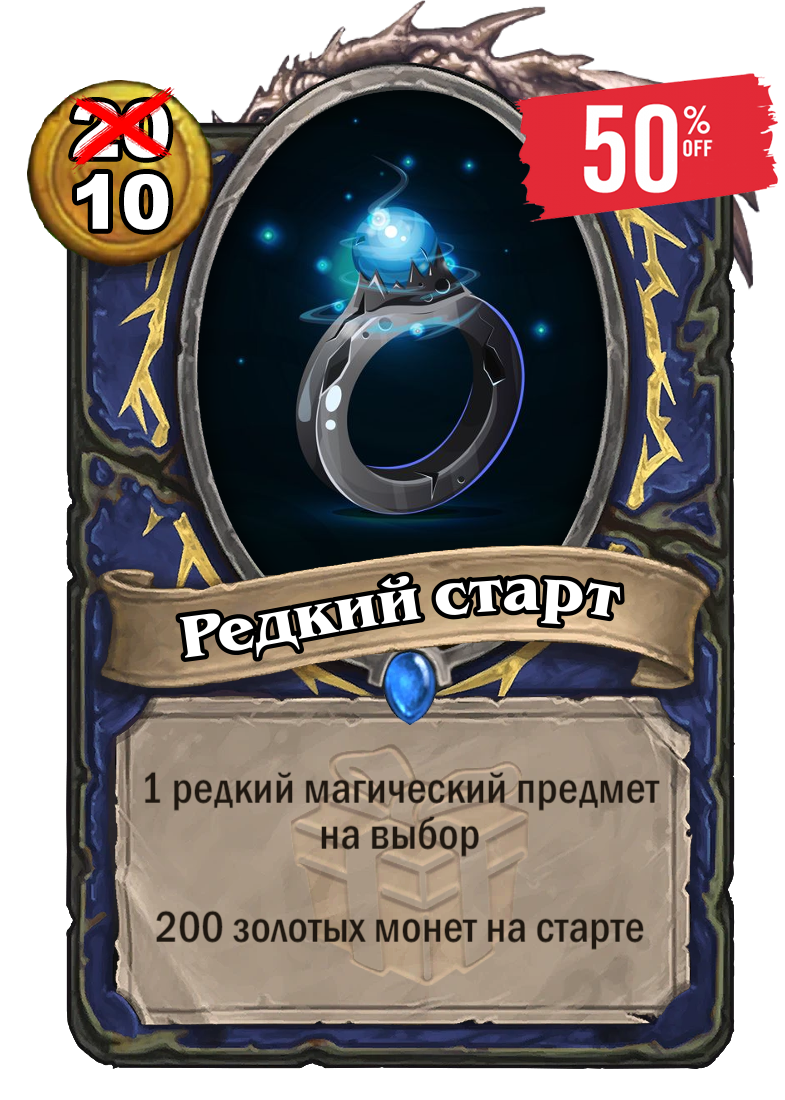 20
10
50% OFF
Редкий старт
1 редкий магический предмет
на выбор
200 золотых монет на старте